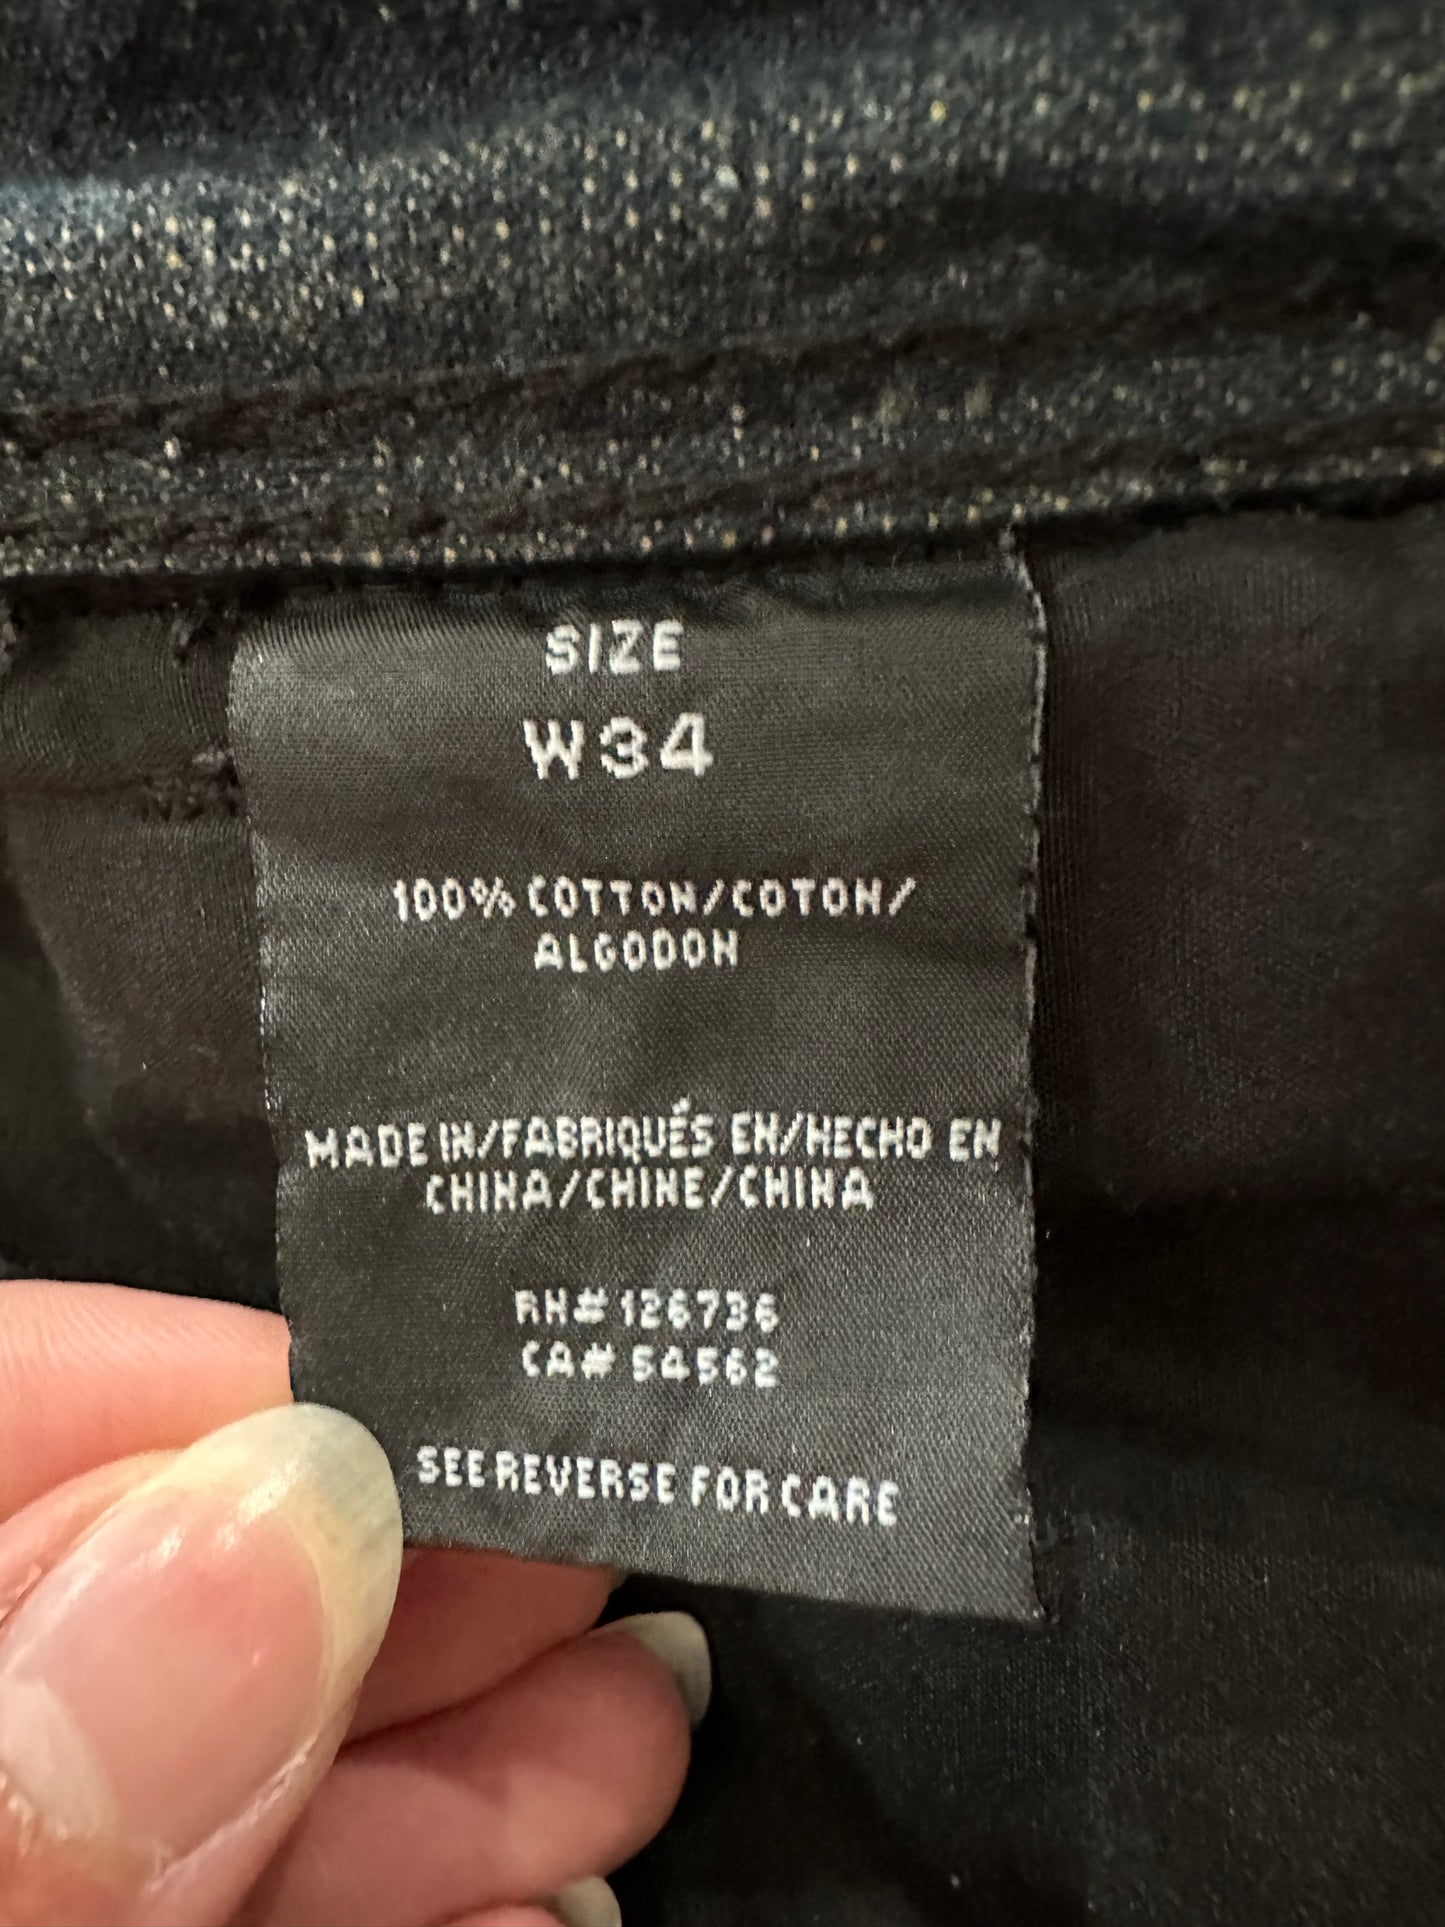 SIZE
W34
100% COTTON/COTON/
ALGODON
MADE IN/FABRIQUÉS EN/HECHO EN
CHINA/CHINE/CHINA
RN# 126736
CA# 54562
SEE REVERSE FOR CARE